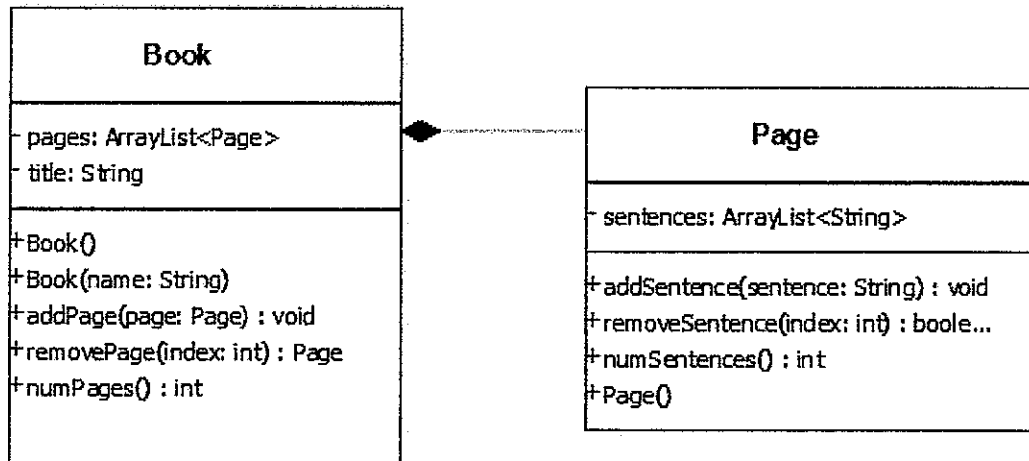 Book
- pages: ArrayList<Page>
- title: String
+Book()
+Book(name: String)
+addPage(page: Page) : void
+removePage(index: int) : Page
+numPages() : int
Page
- sentences: ArrayList<String>
+addSentence(sentence: String) : void
+removeSentence(index: int) : boole...
+numSentences() : int
+Page()